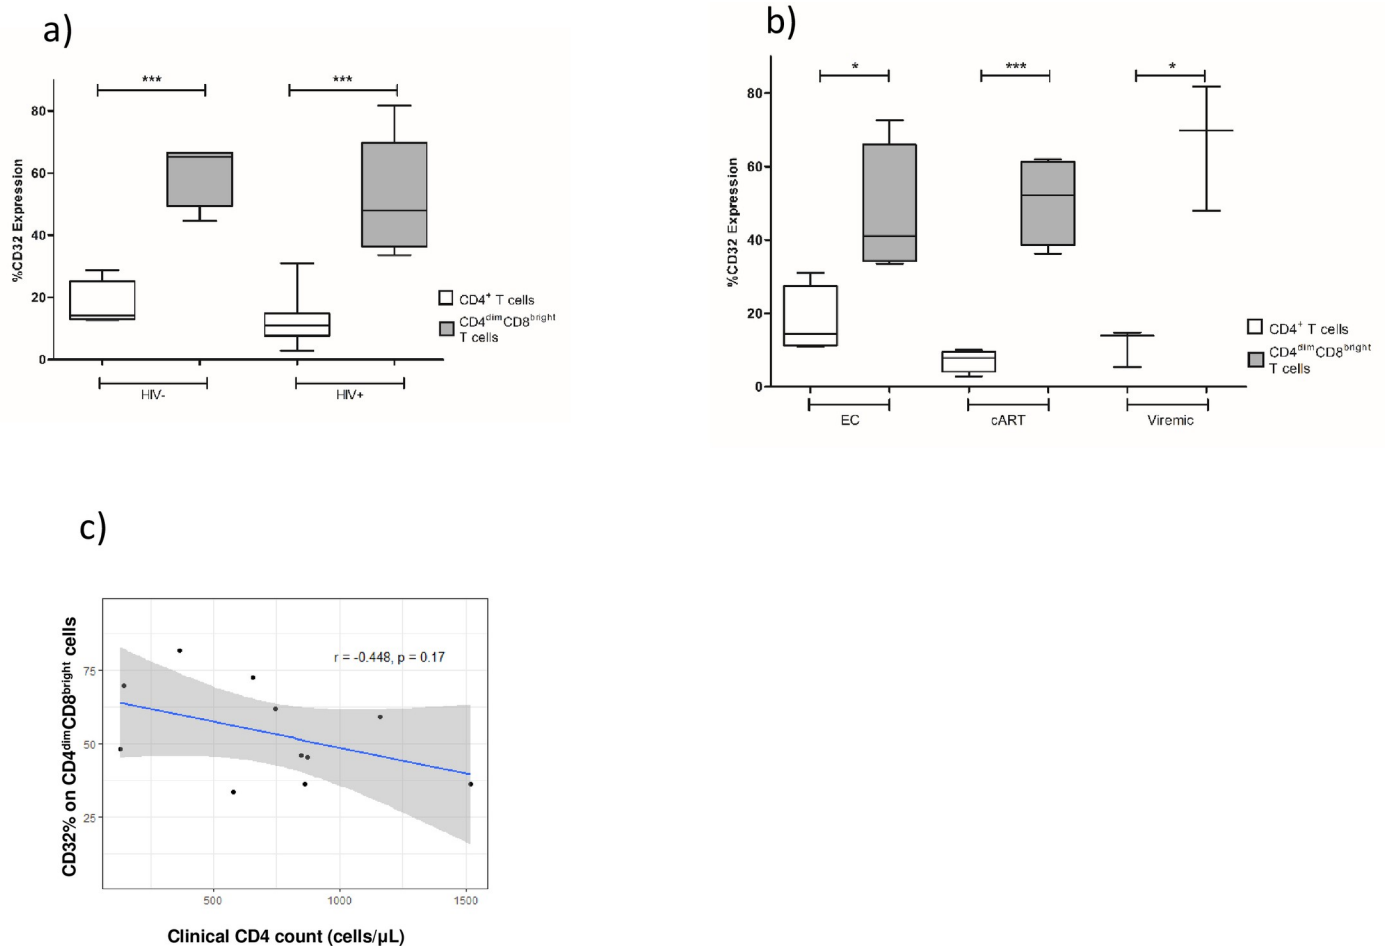 a)
***
***
%CD32 Expression
80
60
40
20
0
HIV-
HIV+
CD4⁺ T cells
CD4ᵈⁱᵐCD8ᵇʳⁱᵍʰᵗ
T cells
b)
*
***
*
%CD32 Expression
80
60
40
20
0
EC
cART
Viremic
CD4⁺ T cells
CD4ᵈⁱᵐCD8ᵇʳⁱᵍʰᵗ
T cells
c)
r = -0.448, p = 0.17
CD32% on CD4ᵈⁱᵐCD8ᵇʳⁱᵍʰᵗ cells
75
50
25
500
1000
1500
Clinical CD4 count (cells/µL)